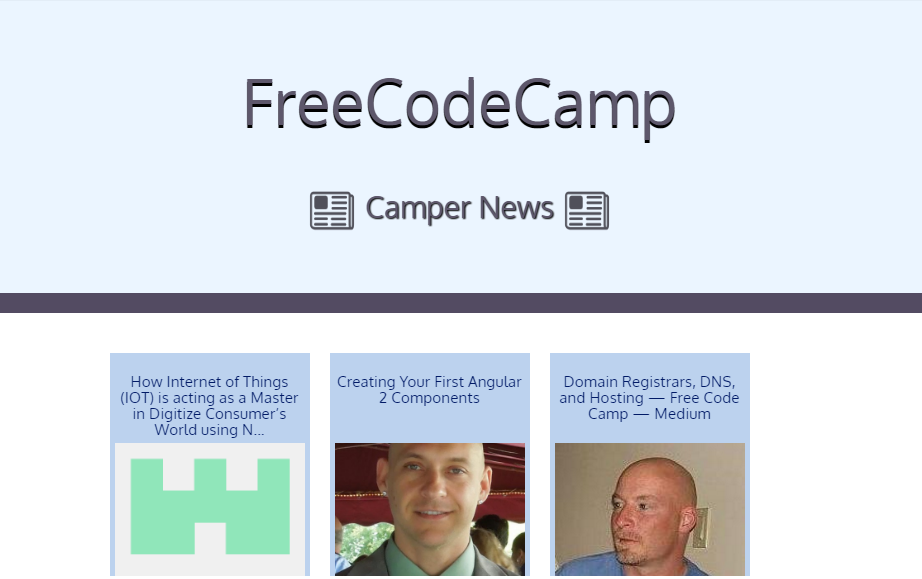 FreeCodeCamp
Camper News
How Internet of Things
(IOT) is acting as a Master
in Digitize Consumer’s
World using N...
Creating Your First Angular
2 Components
Domain Registrars, DNS,
and Hosting — Free Code
Camp — Medium